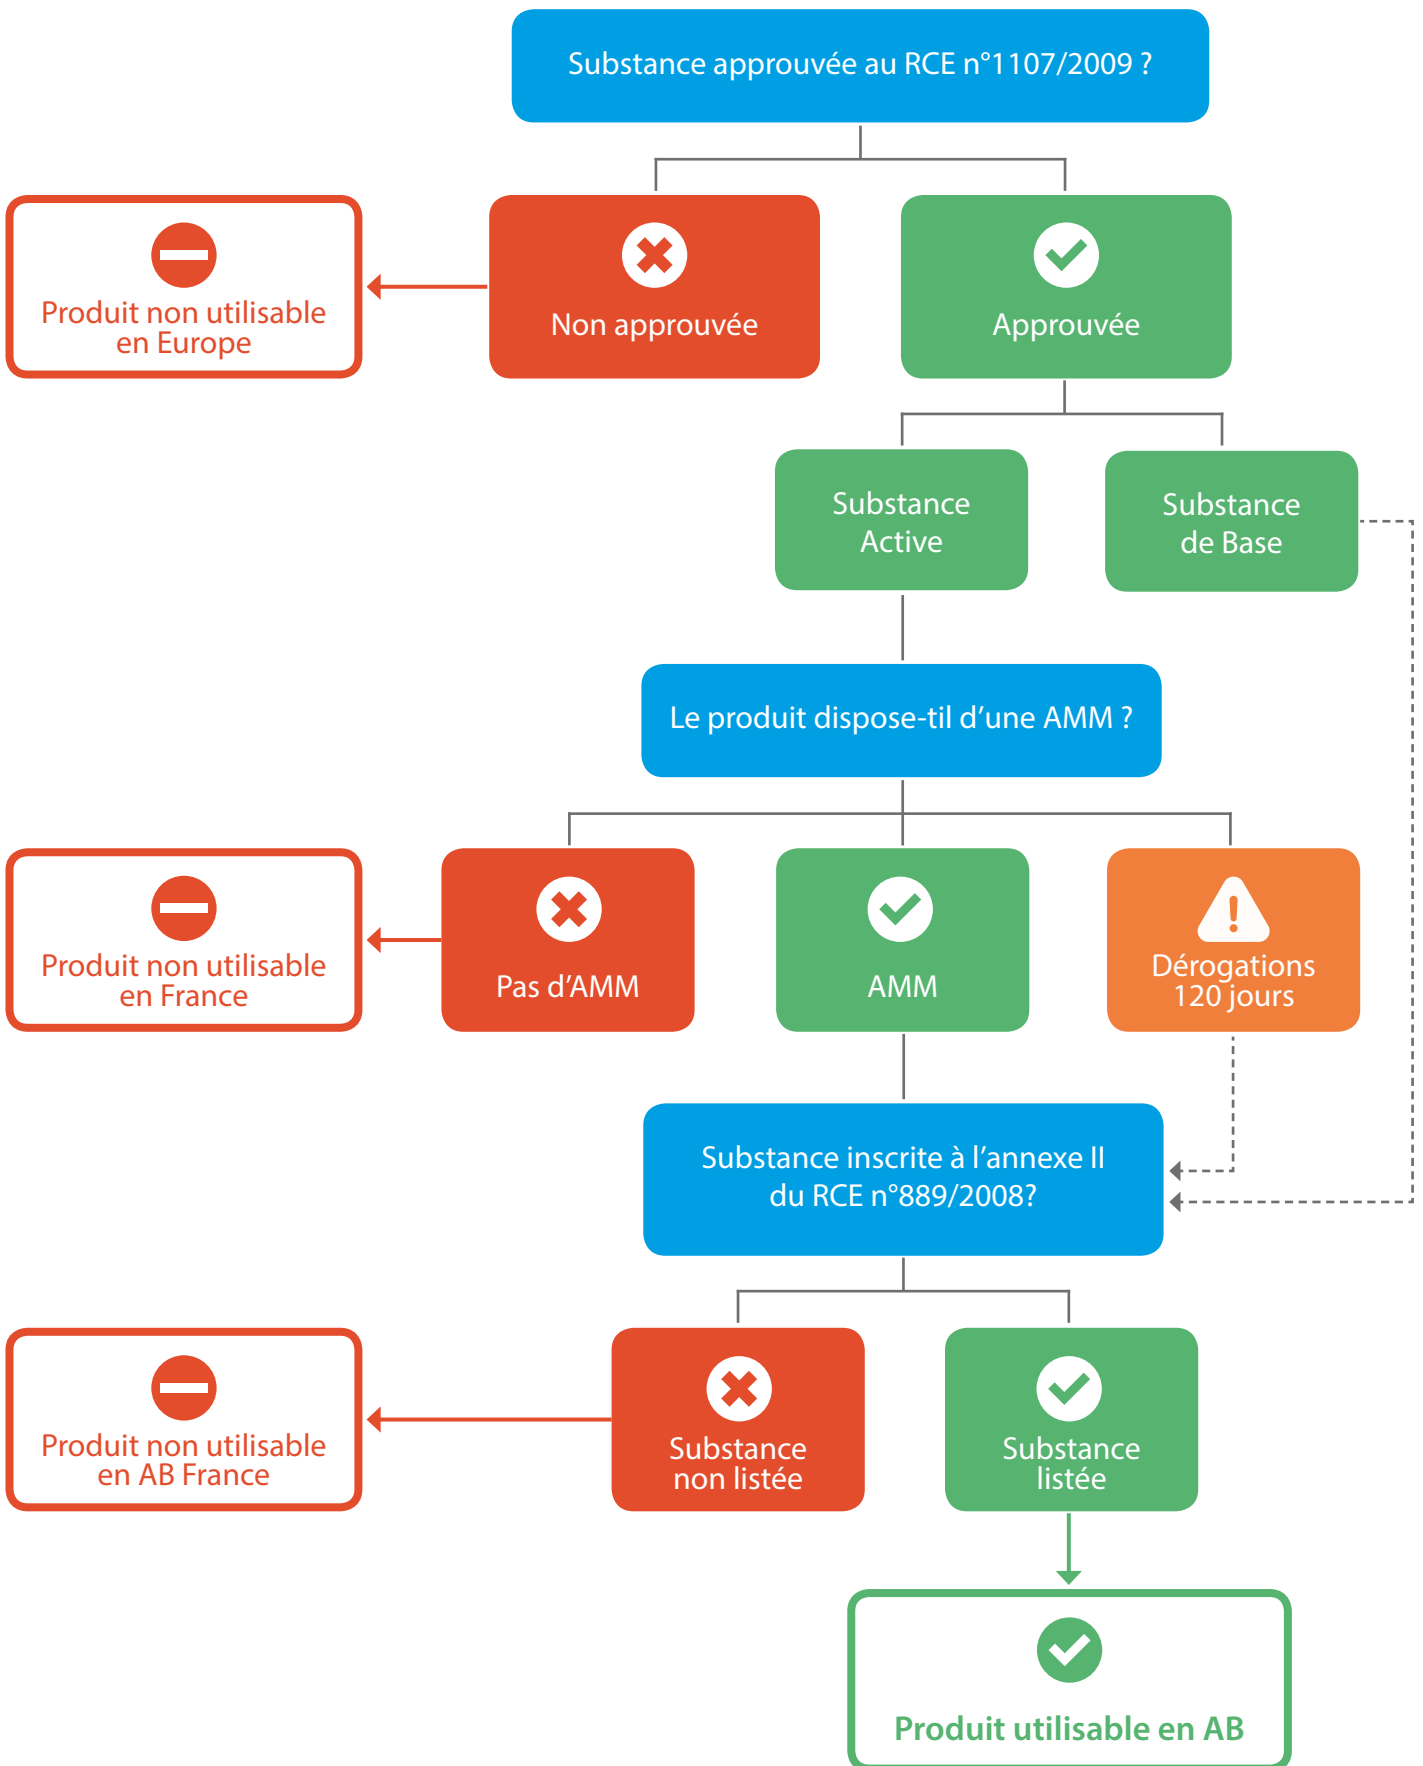 Substance approuvée au RCE n°1107/2009 ?
Produit non utilisable
en Europe
Non approuvée
Approuvée
Substance
Active
Substance
de Base
Le produit dispose-til d’une AMM ?
Produit non utilisable
en France
Pas d’AMM
AMM
Dérogations
120 jours
Substance inscrite à l’annexe II
du RCE n°889/2008?
Produit non utilisable
en AB France
Substance
non listée
Substance
listée
Produit utilisable en AB